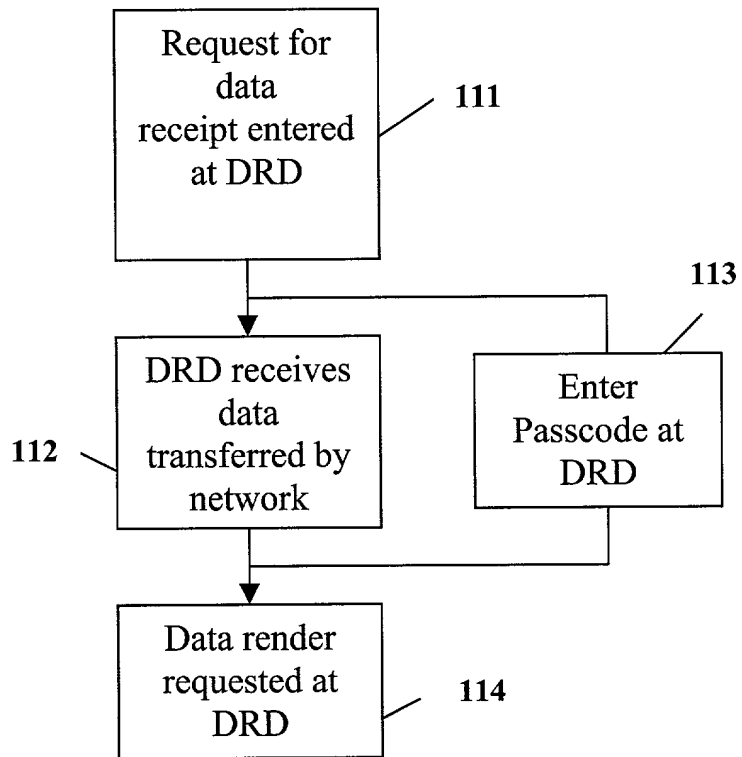 Request for
data
receipt entered
at DRD
111
113
DRD receives
data
transferred by
network
112
Enter
Passcode at
DRD
Data render
requested at
DRD
114